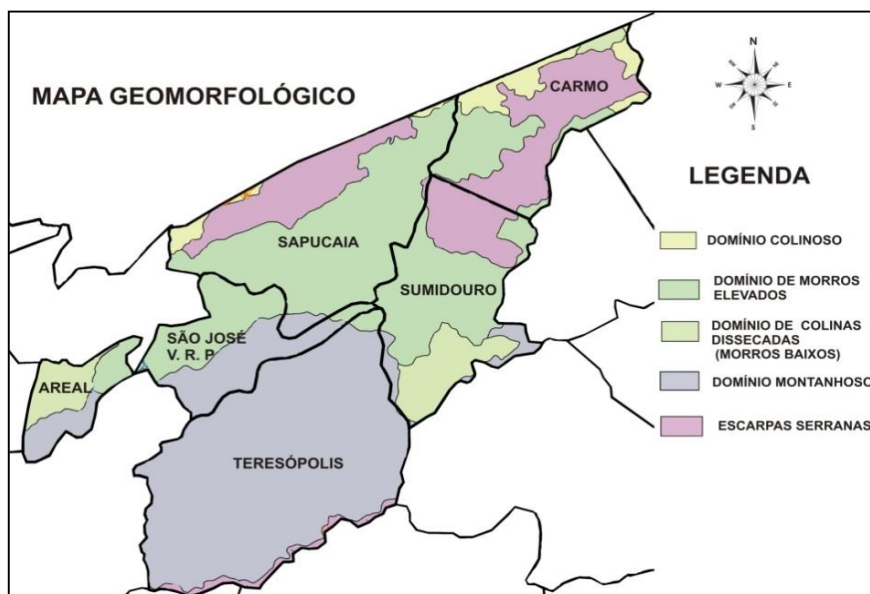 MAPA GEOMORFOLÓGICO
N
W
E
S
CARMO
LEGENDA
SAPUCAIA
SUMIDOURO
SÃO JOSÉ
V. R. P.
AREAL
TERESÓPOLIS
DOMÍNIO COLINOSO
DOMÍNIO DE MORROS
ELEVADOS
DOMÍNIO DE COLINAS
DISSECADAS
(MORROS BAIXOS)
DOMÍNIO MONTANHOSO
ESCARPAS SERRANAS